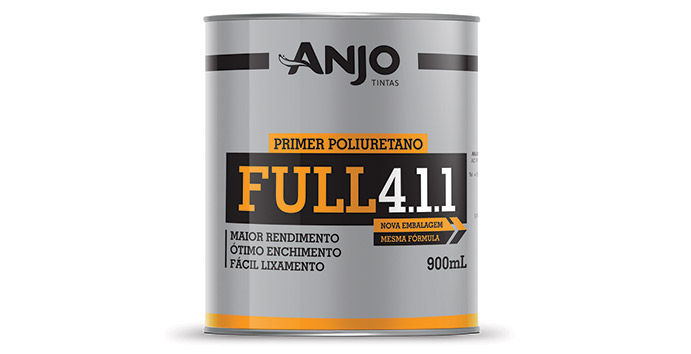 ANJO
TINTAS
PRIMER POLIURETANO
FULL 4.1.1
NOVA EMBALAGEM
MESMA FÓRMULA
MAIOR RENDIMENTO
ÓTIMO ENCHIMENTO
FÁCIL LIXAMENTO
900mL